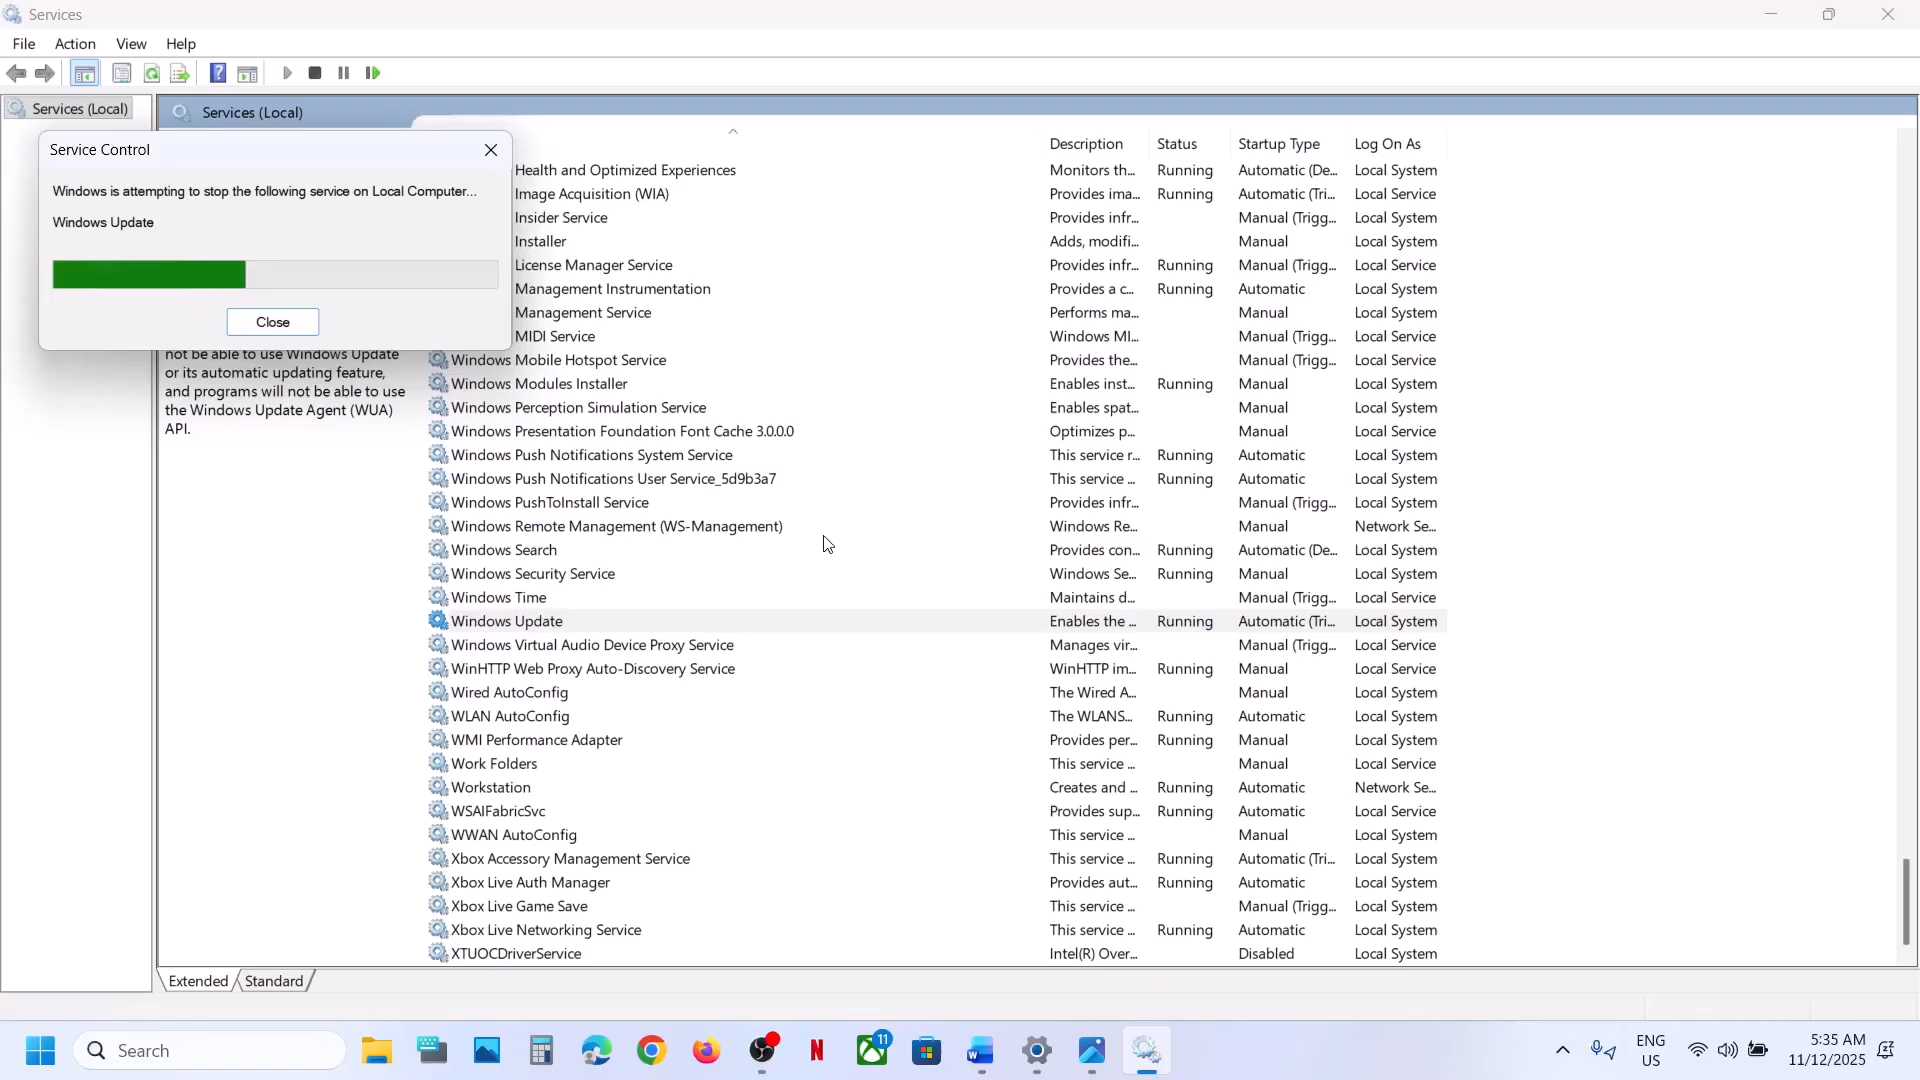 Services
File Action View Help
Services (Local)
Services (Local)
Service Control
Windows is attempting to stop the following service on Local Computer...
Windows Update
Close
not be able to use Windows Update
or its automatic updating feature,
and programs will not be able to use
the Windows Update Agent (WUA)
API.
Description Status Startup Type Log On As
Health and Optimized Experiences Monitors th... Running Automatic (De... Local System
Image Acquisition (WIA) Provides ima... Running Automatic (Tri... Local Service
Insider Service Provides infr... Manual (Trigg... Local System
Installer Adds, modifi... Manual Local System
License Manager Service Provides infr... Running Manual (Trigg... Local Service
Management Instrumentation Provides a c... Running Automatic Local System
Management Service Performs ma... Manual Local System
MIDI Service Windows MI... Manual (Trigg... Local Service
Windows Mobile Hotspot Service Provides the... Manual (Trigg... Local Service
Windows Modules Installer Enables inst... Running Manual Local System
Windows Perception Simulation Service Enables spat... Manual Local System
Windows Presentation Foundation Font Cache 3.0.0.0 Optimizes p... Manual Local Service
Windows Push Notifications System Service This service r... Running Automatic Local System
Windows Push Notifications User Service_5d9b3a7 This service ... Running Automatic Local System
Windows PushToInstall Service Provides infr... Manual (Trigg... Local System
Windows Remote Management (WS-Management) Windows Re... Manual Network Se...
Windows Search Provides con... Running Automatic (De... Local System
Windows Security Service Windows Se... Running Manual Local System
Windows Time Maintains d... Manual (Trigg... Local Service
Windows Update Enables the ... Running Automatic (Tri... Local System
Windows Virtual Audio Device Proxy Service Manages vir... Manual (Trigg... Local Service
WinHTTP Web Proxy Auto-Discovery Service WinHTTP im... Running Manual Local Service
Wired AutoConfig The Wired A... Manual Local System
WLAN AutoConfig The WLANS... Running Automatic Local System
WMI Performance Adapter Provides per... Running Manual Local System
Work Folders This service ... Manual Local Service
Workstation Creates and ... Running Automatic Network Se...
WSAIFabricSvc Provides sup... Running Automatic Local Service
WWAN AutoConfig This service ... Manual Local System
Xbox Accessory Management Service This service ... Running Automatic (Tri... Local System
Xbox Live Auth Manager Provides aut... Running Automatic Local System
Xbox Live Game Save This service ... Manual (Trigg... Local System
Xbox Live Networking Service This service ... Running Automatic Local System
XTUOCDriverService Intel(R) Over... Disabled Local System
Extended Standard
Search
N
11
W
ENG
US
5:35 AM
11/12/2025